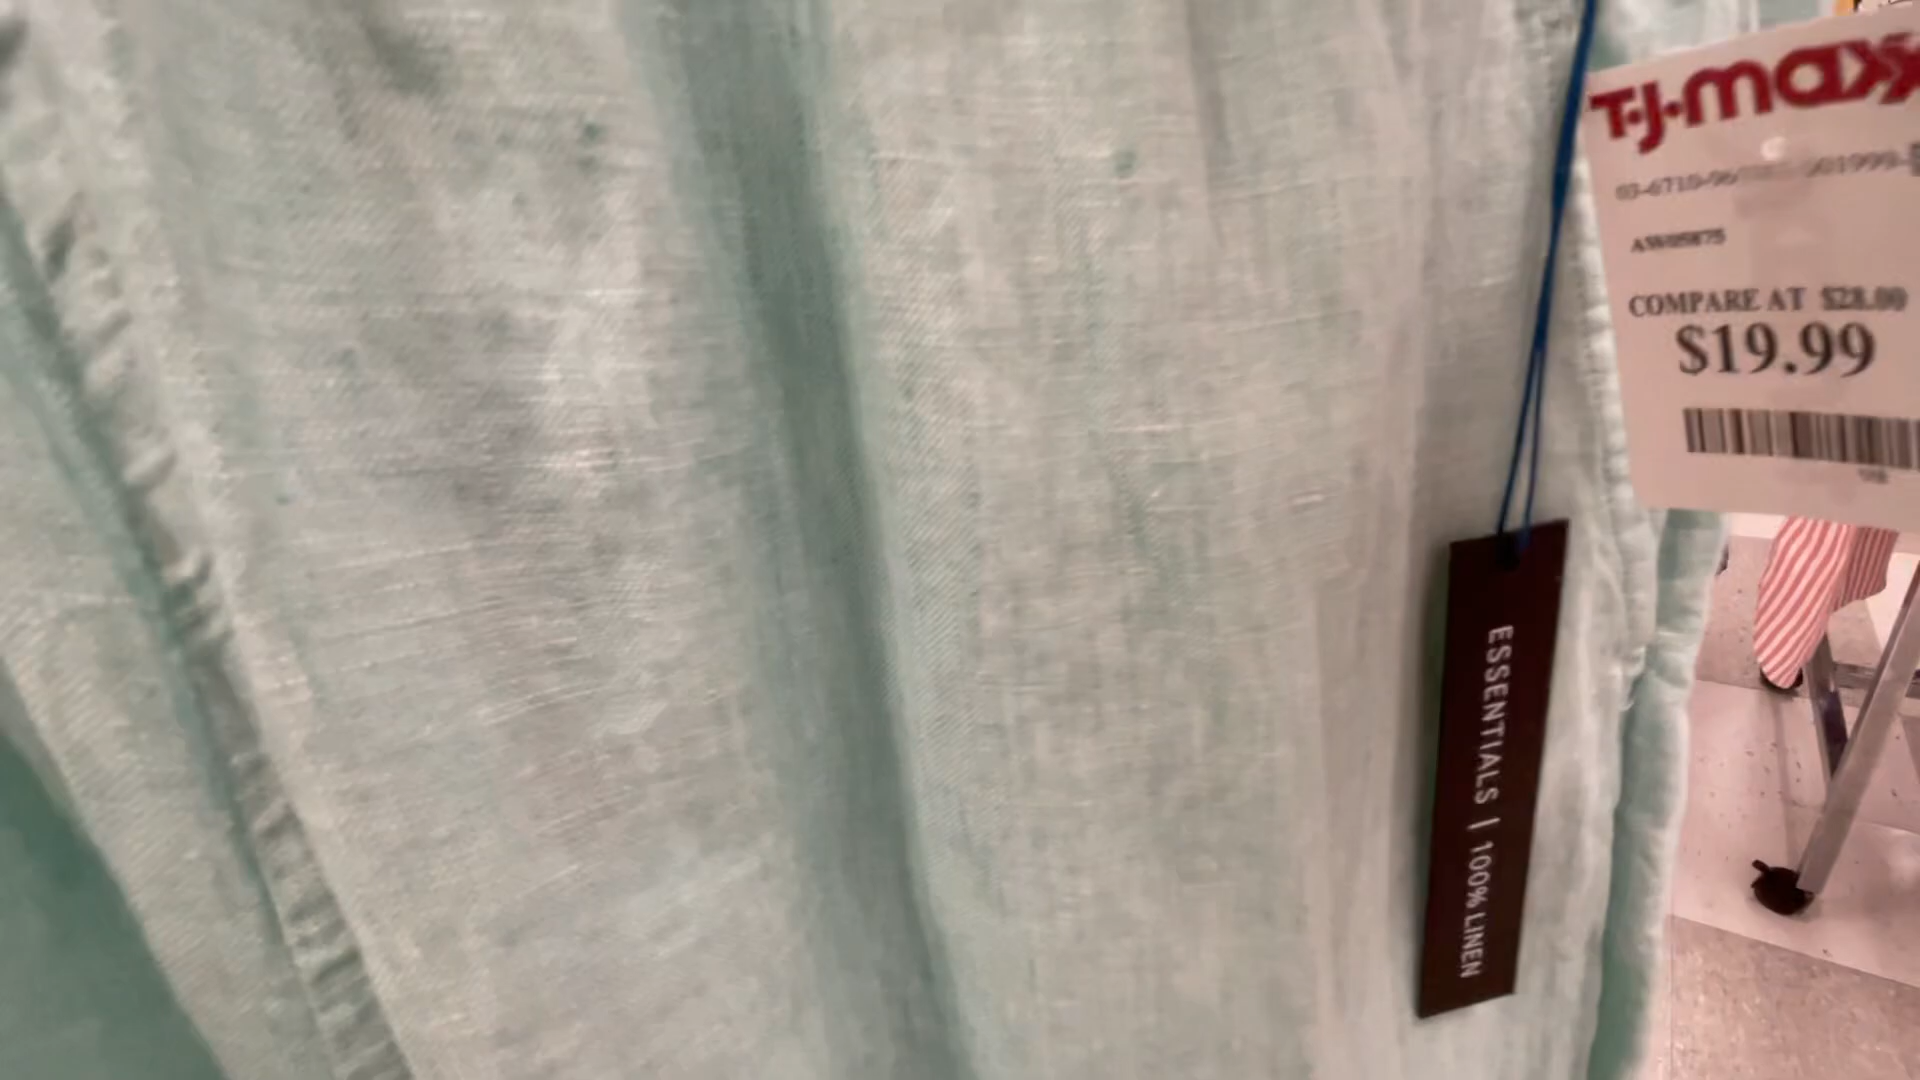 T·J·maxx
COMPARE AT $28.00
$19.99
ESSENTIALS | 100% LINEN